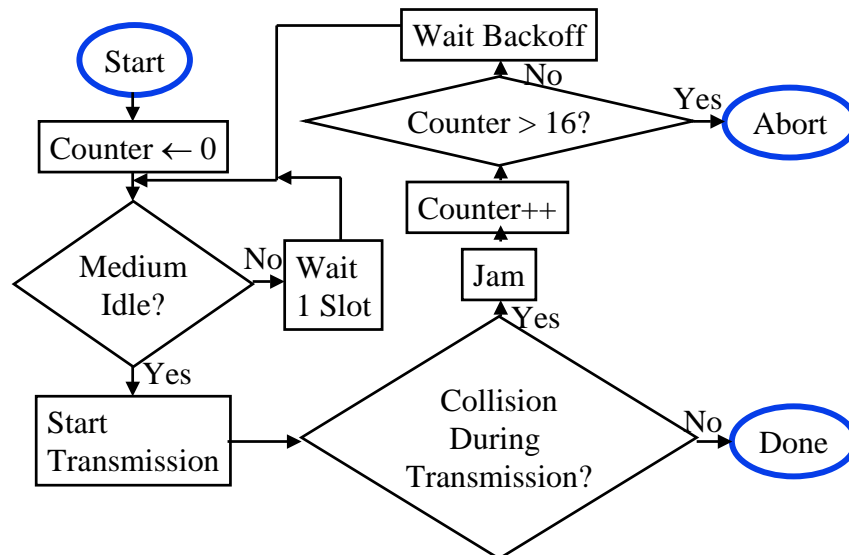 Start
Counter ← 0
Medium
Idle?
No
Wait
1 Slot
Yes
Start
Transmission
Collision
During
Transmission?
No
Done
Yes
Jam
Counter++
Counter > 16?
Yes
Abort
No
Wait Backoff